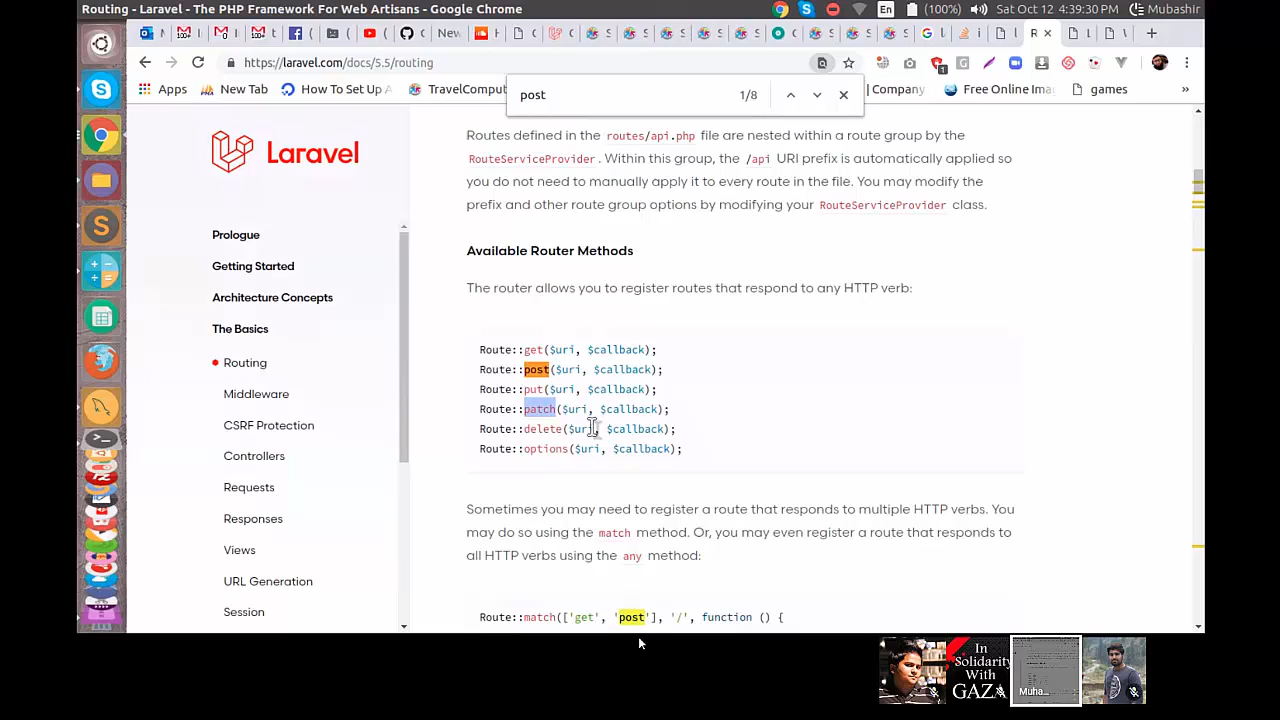 Routing - Laravel - The PHP Framework For Web Artisans - Google Chrome
En
(100%)
Sat Oct 12 4:39:30 PM
Mubashir
https://laravel.com/docs/5.5/routing
Apps
New Tab
How To Set Up A
TravelCompu
Company
Free Online Ima
games
»
post
1/8
Laravel
Prologue
Getting Started
Architecture Concepts
The Basics
Routing
Middleware
CSRF Protection
Controllers
Requests
Responses
Views
URL Generation
Session
Routes defined in the routes/api.php file are nested within a route group by the
RouteServiceProvider. Within this group, the /api URI prefix is automatically applied so
you do not need to manually apply it to every route in the file. You may modify the
prefix and other route group options by modifying your RouteServiceProvider class.
Available Router Methods
The router allows you to register routes that respond to any HTTP verb:
Route::get($uri, $callback);
Route::post($uri, $callback);
Route::put($uri, $callback);
Route::patch($uri, $callback);
Route::delete($uri, $callback);
Route::options($uri, $callback);
Sometimes you may need to register a route that responds to multiple HTTP verbs. You
may do so using the match method. Or, you may even register a route that responds to
all HTTP verbs using the any method:
Route::match(['get', 'post'], '/', function () {
In
Solidarity
With
GAZA
Muha...